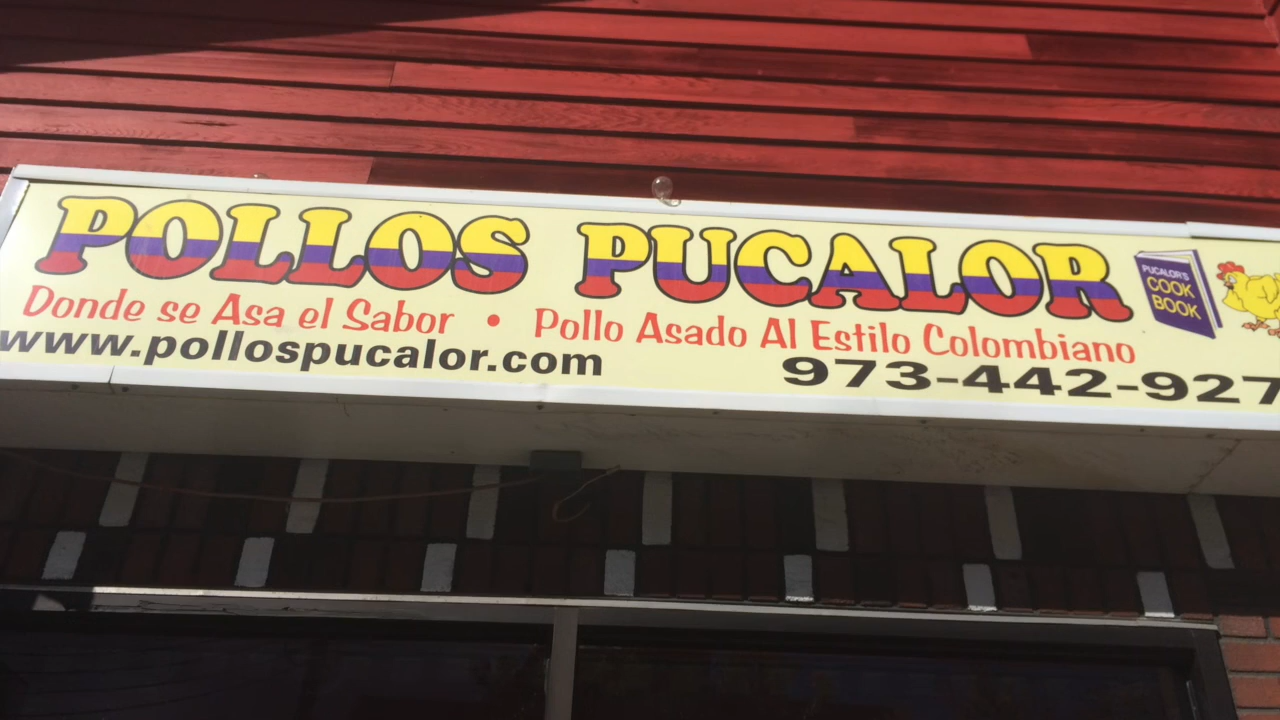 POLLOS PUCALOR
PUCALOR'S
COOK
BOOK
Donde se Asa el Sabor • Pollo Asado Al Estilo Colombiano
www.pollospucalor.com
973-442-927